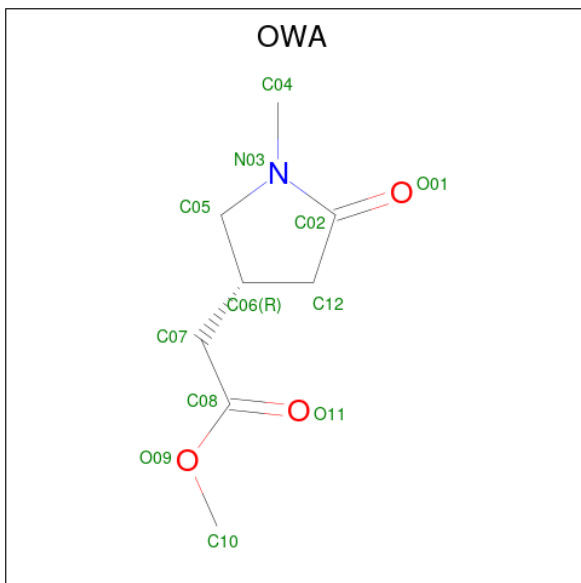 OWA
C04
N03
N
O
O01
C05
C02
C06(R)
C12
C07
C08
O
O11
O09
O
C10